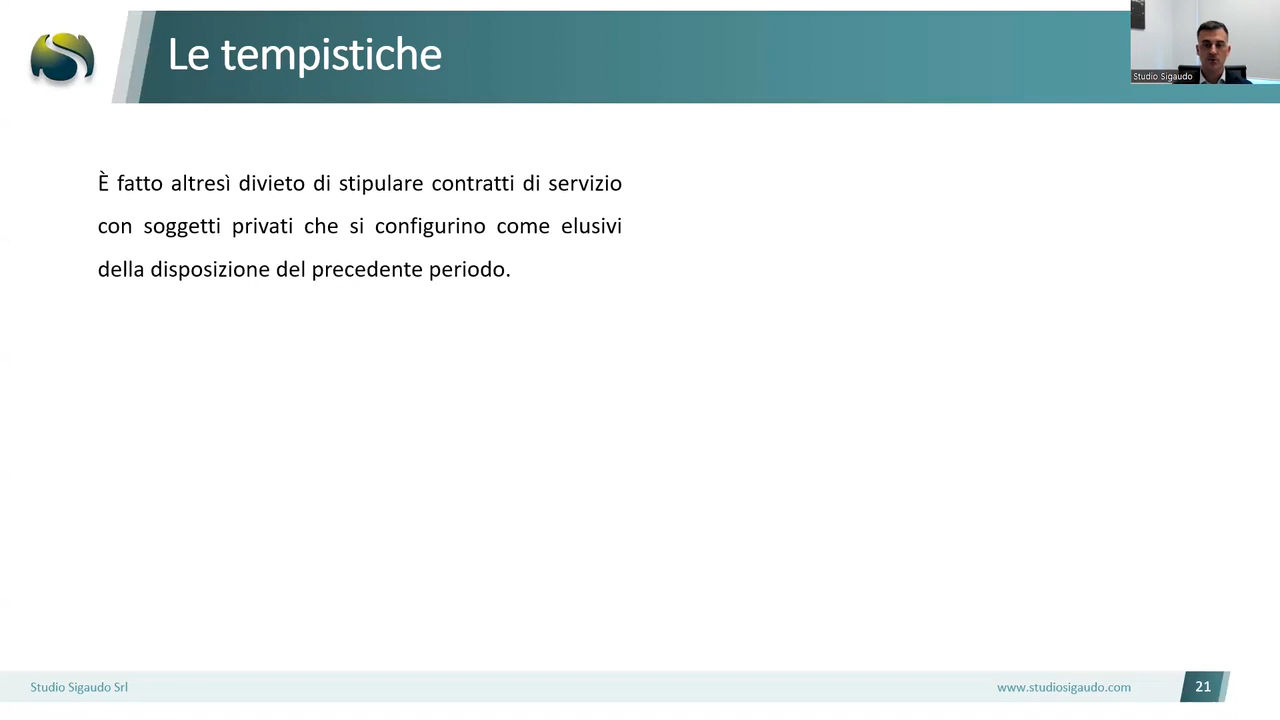 Le tempistiche
Studio Sigaudo
È fatto altresì divieto di stipulare contratti di servizio
con soggetti privati che si configurino come elusivi
della disposizione del precedente periodo.
Studio Sigaudo Srl
www.studiosigaudo.com
21